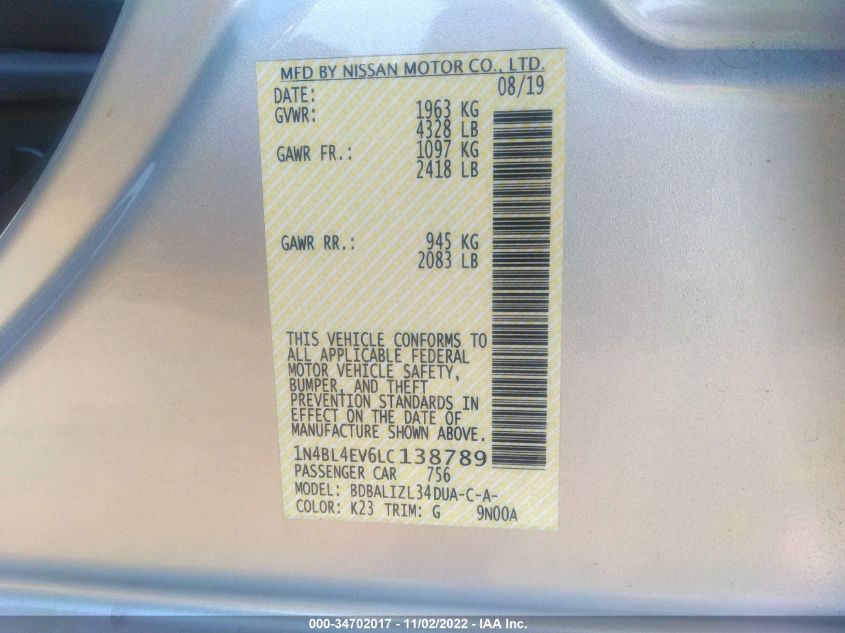 MFD BY NISSAN MOTOR CO., LTD.
DATE: 08/19
GVWR: 1963 KG
4328 LB
GAWR FR.: 1097 KG
2418 LB
GAWR RR.: 945 KG
2083 LB
THIS VEHICLE CONFORMS TO
ALL APPLICABLE FEDERAL
MOTOR VEHICLE SAFETY,
BUMPER, AND THEFT
PREVENTION STANDARDS IN
EFFECT ON THE DATE OF
MANUFACTURE SHOWN ABOVE.
1N4BL4EV6LC138789
PASSENGER CAR 756
MODEL: BDBALIZL34DUA-C-A-
COLOR: K23 TRIM: G 9N00A
000-34702017 - 11/02/2022 - IAA Inc.